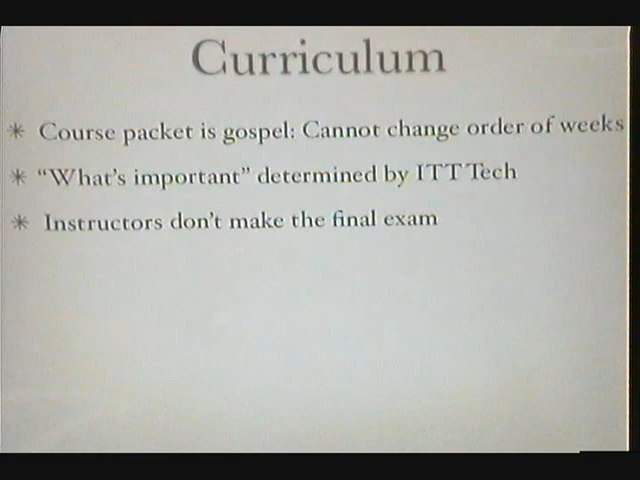 Curriculum
✳ Course packet is gospel: Cannot change order of weeks
✳ "What's important" determined by ITT Tech
✳ Instructors don't make the final exam